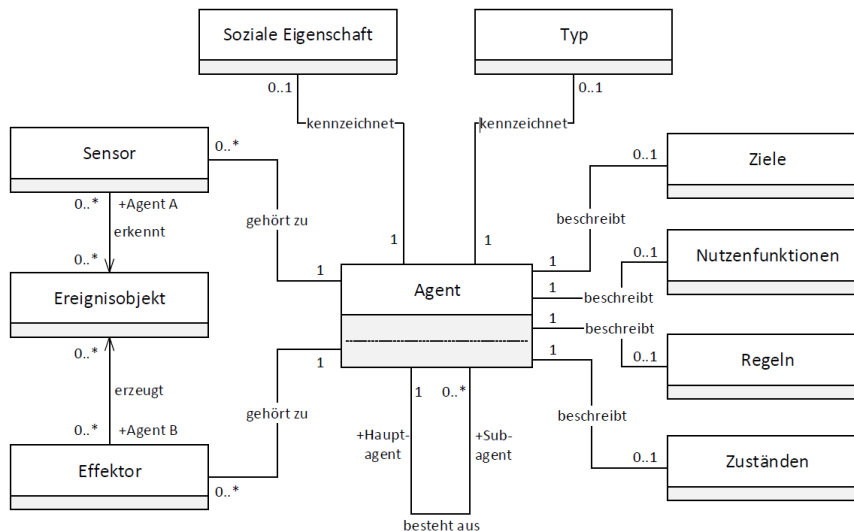 Soziale Eigenschaft
Typ
0..1
0..1
kennzeichnet
kennzeichnet
Sensor
0..*
0..1
Ziele
0..*
+Agent A
erkennt
gehört zu
beschreibt
1
1
0..1
Nutzenfunktionen
0..*
Ereignisobjekt
1
Agent
1
1
beschreibt
0..*
1
1
beschreibt
1
0..1
Regeln
erzeugt
gehört zu
1
0..*
beschreibt
0..*
+Agent B
+Haupt-
agent
+Sub-
agent
Effektor
0..*
0..1
Zuständen
besteht aus